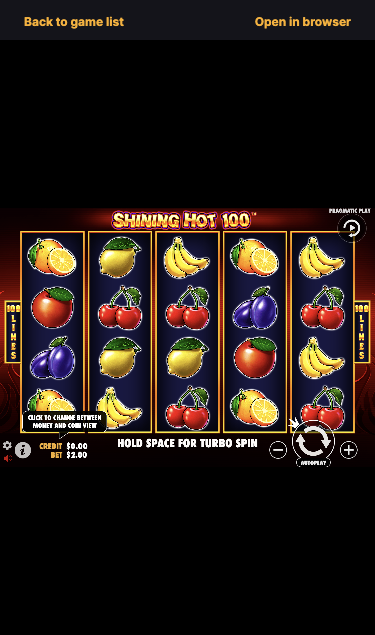 Back to game list
Open in browser
PRAGMATIC PLAY
SHINING HOT 100™
100 LINES
100 LINES
CLICK TO CHANGE BETWEEN
MONEY AND COIN VIEW
CREDIT $0.00
BET $2.00
HOLD SPACE FOR TURBO SPIN
AUTOPLAY